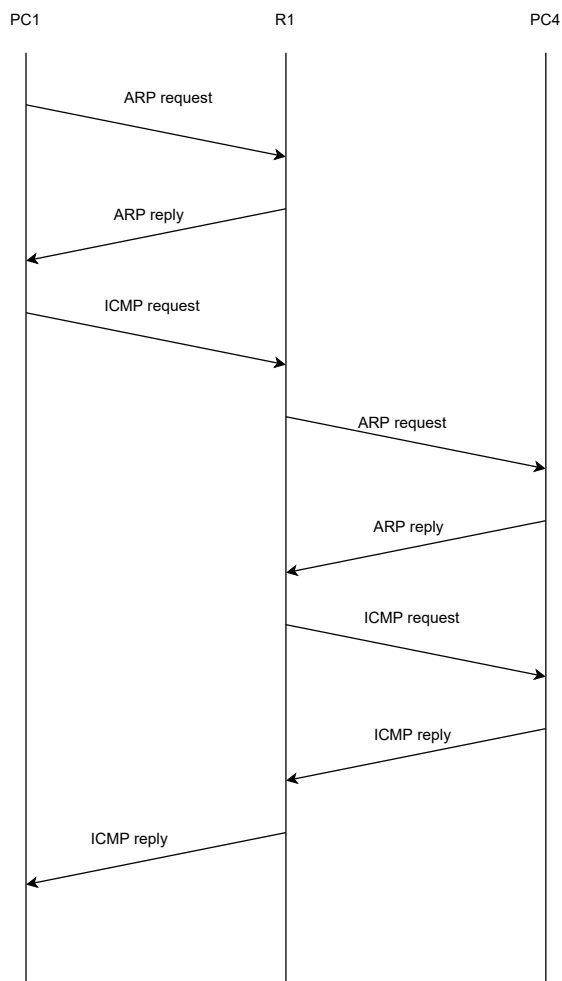 PC1
R1
PC4
ARP request
ARP reply
ICMP request
ARP request
ARP reply
ICMP request
ICMP reply
ICMP reply